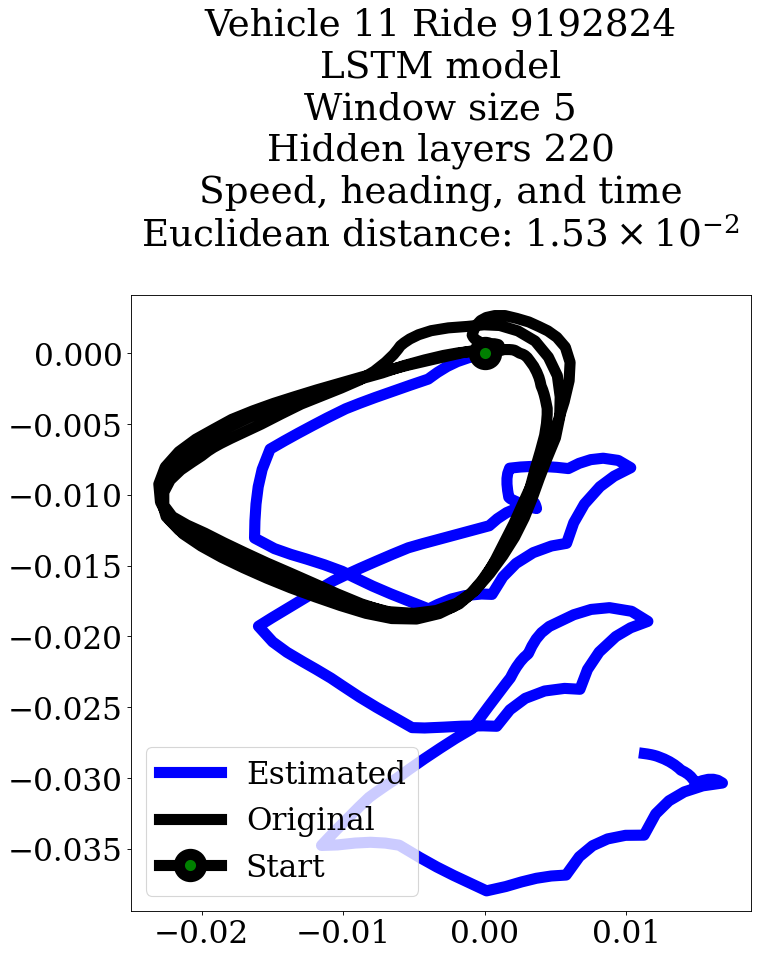 Vehicle 11 Ride 9192824
LSTM model
Window size 5
Hidden layers 220
Speed, heading, and time
Euclidean distance: 1.53 × 10⁻²
0.000
−0.005
−0.010
−0.015
−0.020
−0.025
−0.030
−0.035
Estimated
Original
Start
−0.02 −0.01 0.00 0.01